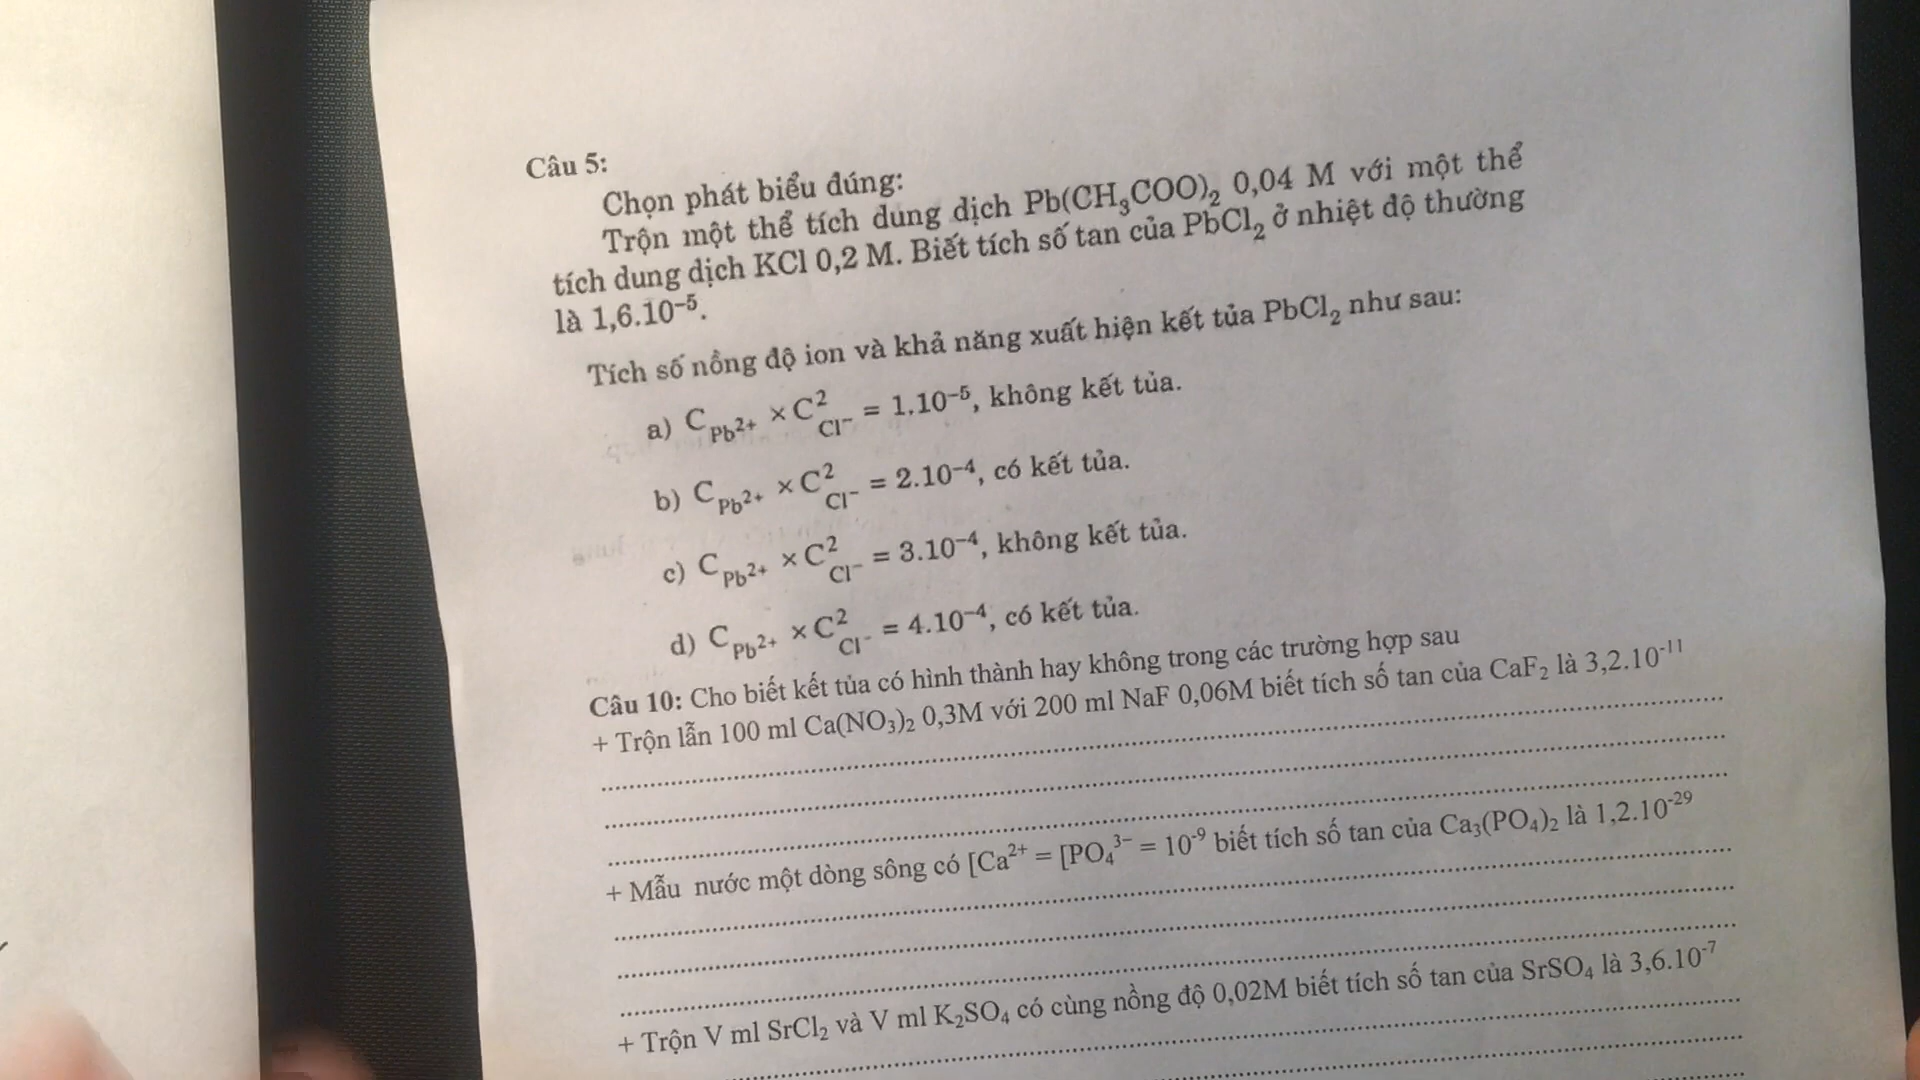 Câu 5:
Chọn phát biểu đúng:
Trộn một thể tích dung dịch Pb(CH₃COO)₂ 0,04 M với một thể
tích dung dịch KCl 0,2 M. Biết tích số tan của PbCl₂ ở nhiệt độ thường
là 1,6.10⁻⁵.
Tích số nồng độ ion và khả năng xuất hiện kết tủa PbCl₂ như sau:
a) C_Pb²⁺ × C²_Cl⁻ = 1.10⁻⁵, không kết tủa.
b) C_Pb²⁺ × C²_Cl⁻ = 2.10⁻⁴, có kết tủa.
c) C_Pb²⁺ × C²_Cl⁻ = 3.10⁻⁴, không kết tủa.
d) C_Pb²⁺ × C²_Cl⁻ = 4.10⁻⁴, có kết tủa.
Câu 10: Cho biết kết tủa có hình thành hay không trong các trường hợp sau
+ Trộn lẫn 100 ml Ca(NO₃)₂ 0,3M với 200 ml NaF 0,06M biết tích số tan của CaF₂ là 3,2.10⁻¹¹
+ Mẫu nước một dòng sông có [Ca²⁺ = [PO₄³⁻ = 10⁻⁹ biết tích số tan của Ca₃(PO₄)₂ là 1,2.10⁻²⁹
+ Trộn V ml SrCl₂ và V ml K₂SO₄ có cùng nồng độ 0,02M biết tích số tan của SrSO₄ là 3,6.10⁻⁷